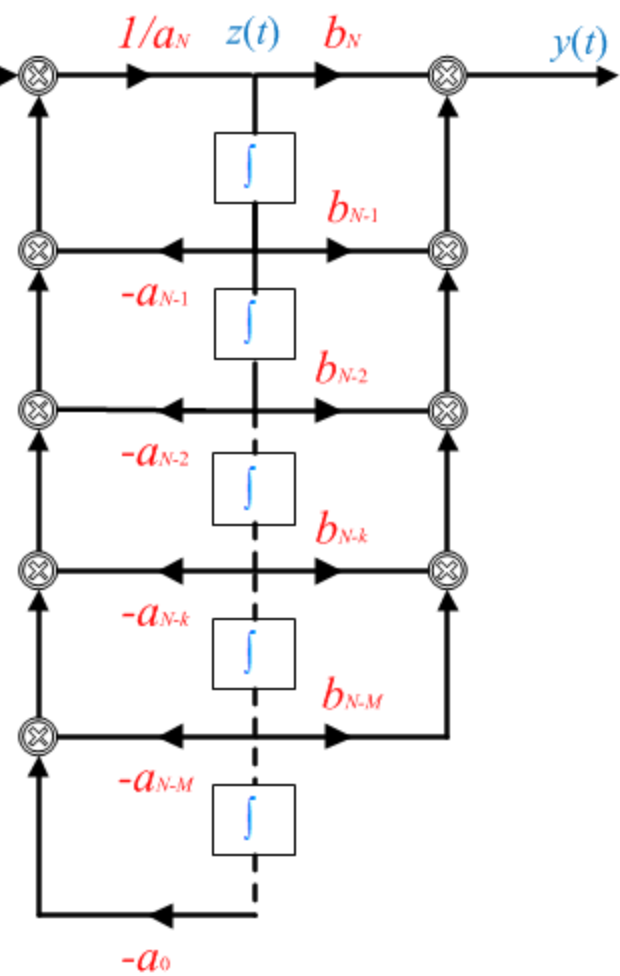 1/aN z(t) bN y(t)
∫
bN-1
-aN-1
∫
bN-2
-aN-2
∫
bN-k
-aN-k
∫
bN-M
-aN-M
∫
-a0